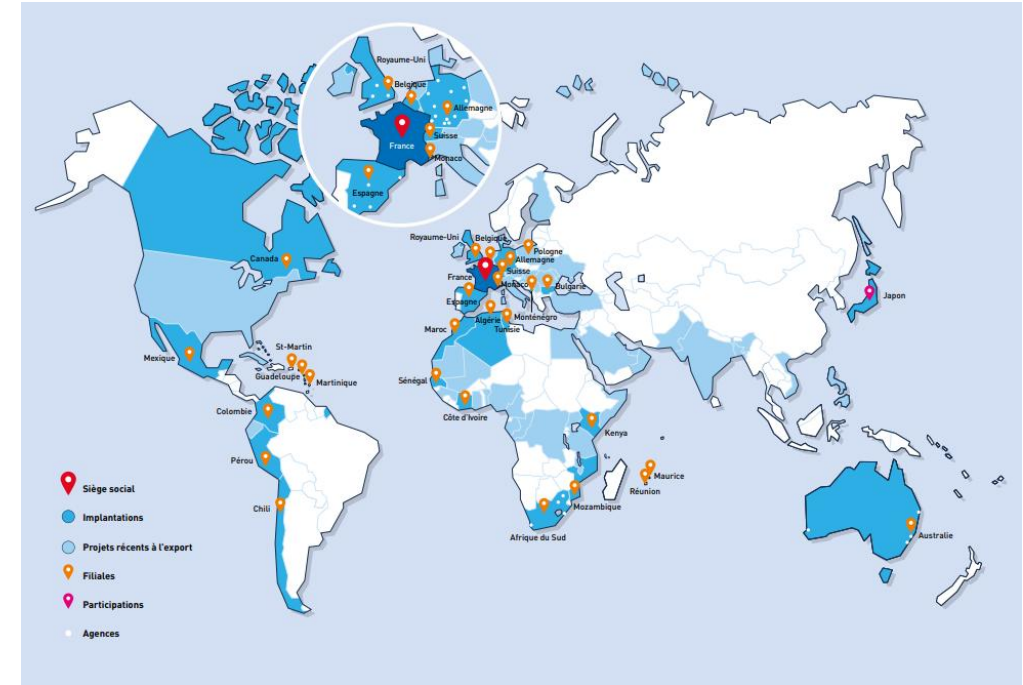 Royaume-Uni
Belgique
Allemagne
France
Suisse
Monaco
Espagne
Canada
Royaume-Uni
Belgique
Pologne
Allemagne
Suisse
France
Monaco
Bulgarie
Espagne
Japon
Algérie
Monténégro
Maroc
Tunisie
St-Martin
Mexique
Guadeloupe
Martinique
Sénégal
Colombie
Côte d'Ivoire
Kenya
Pérou
Maurice
Réunion
Chili
Mozambique
Afrique du Sud
Australie
Siège social
Implantations
Projets récents à l'export
Filiales
Participations
Agences